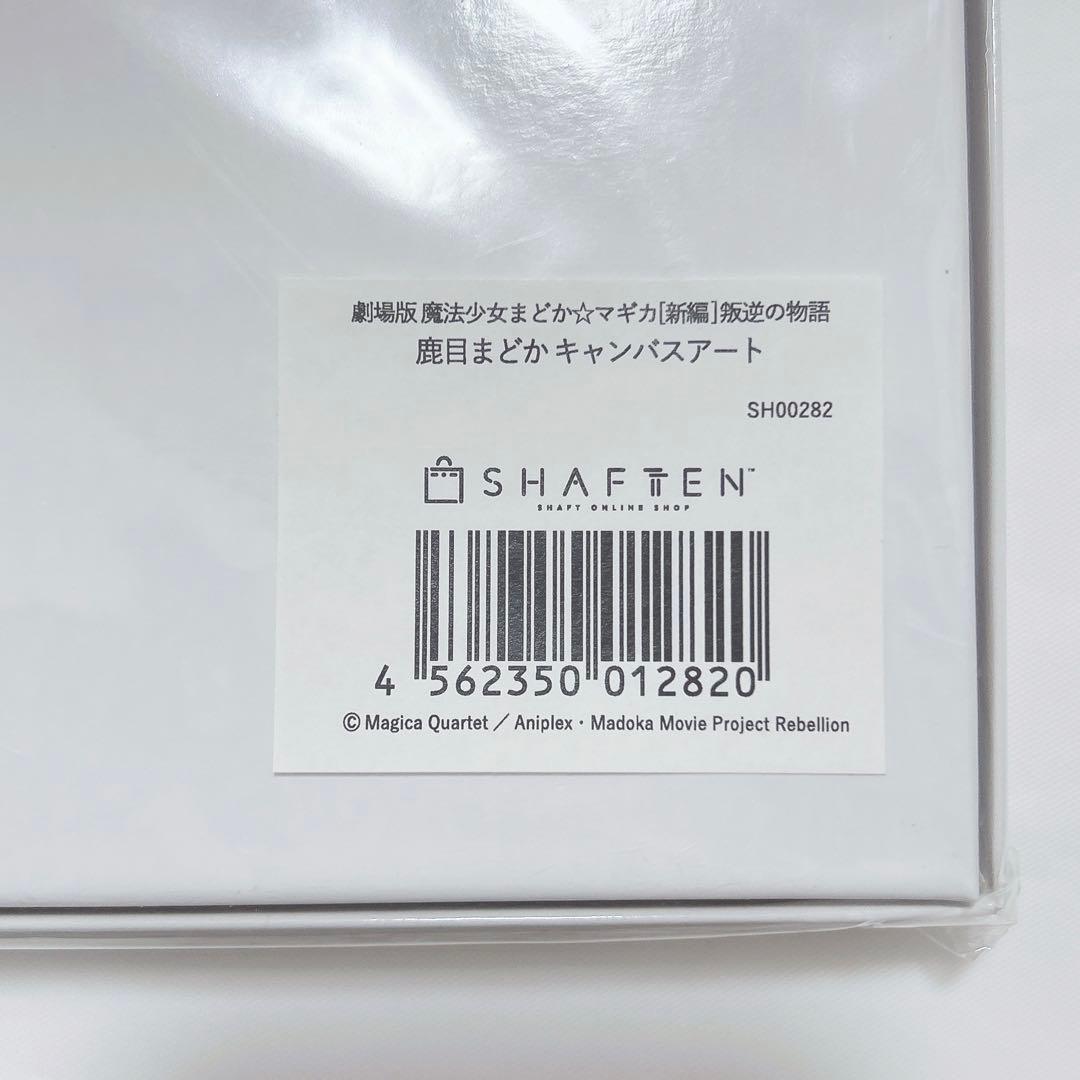 劇場版 魔法少女まどか☆マギカ[新編]叛逆の物語
鹿目まどか キャンバスアート
SH00282
SHAFTTEN™
SHAFT ONLINE SHOP
4 562350 012820
© Magica Quartet / Aniplex・Madoka Movie Project Rebellion